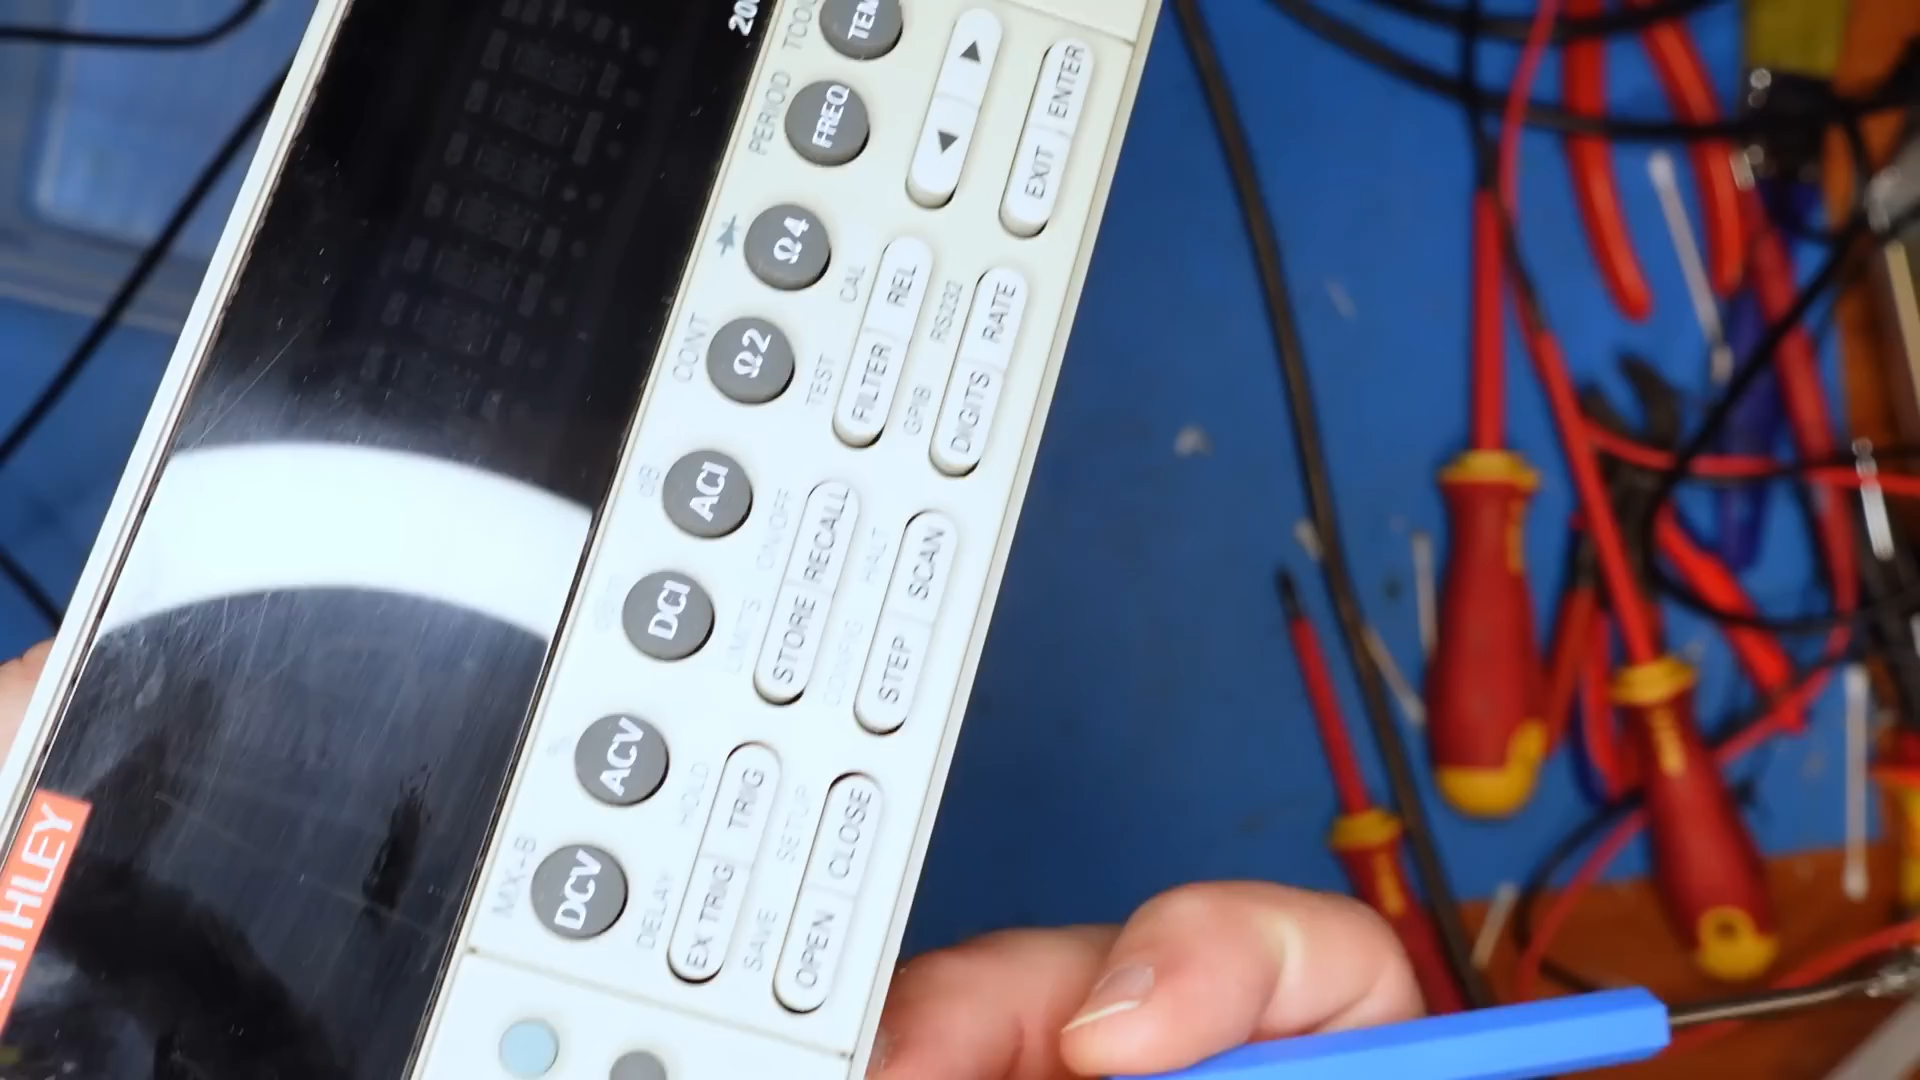 MX+B
%
dB
CONT
PERIOD
DCV
ACV
DCI
ACI
Ω2
Ω4
FREQ
DELAY
HOLD
LIMITS
ON/OFF
TEST
CAL
EX TRIG
TRIG
STORE
RECALL
FILTER
REL
◀
▶
SAVE
SETUP
CONFIG
HALT
GPIB
RS232
OPEN
CLOSE
STEP
SCAN
DIGITS
RATE
EXIT
ENTER